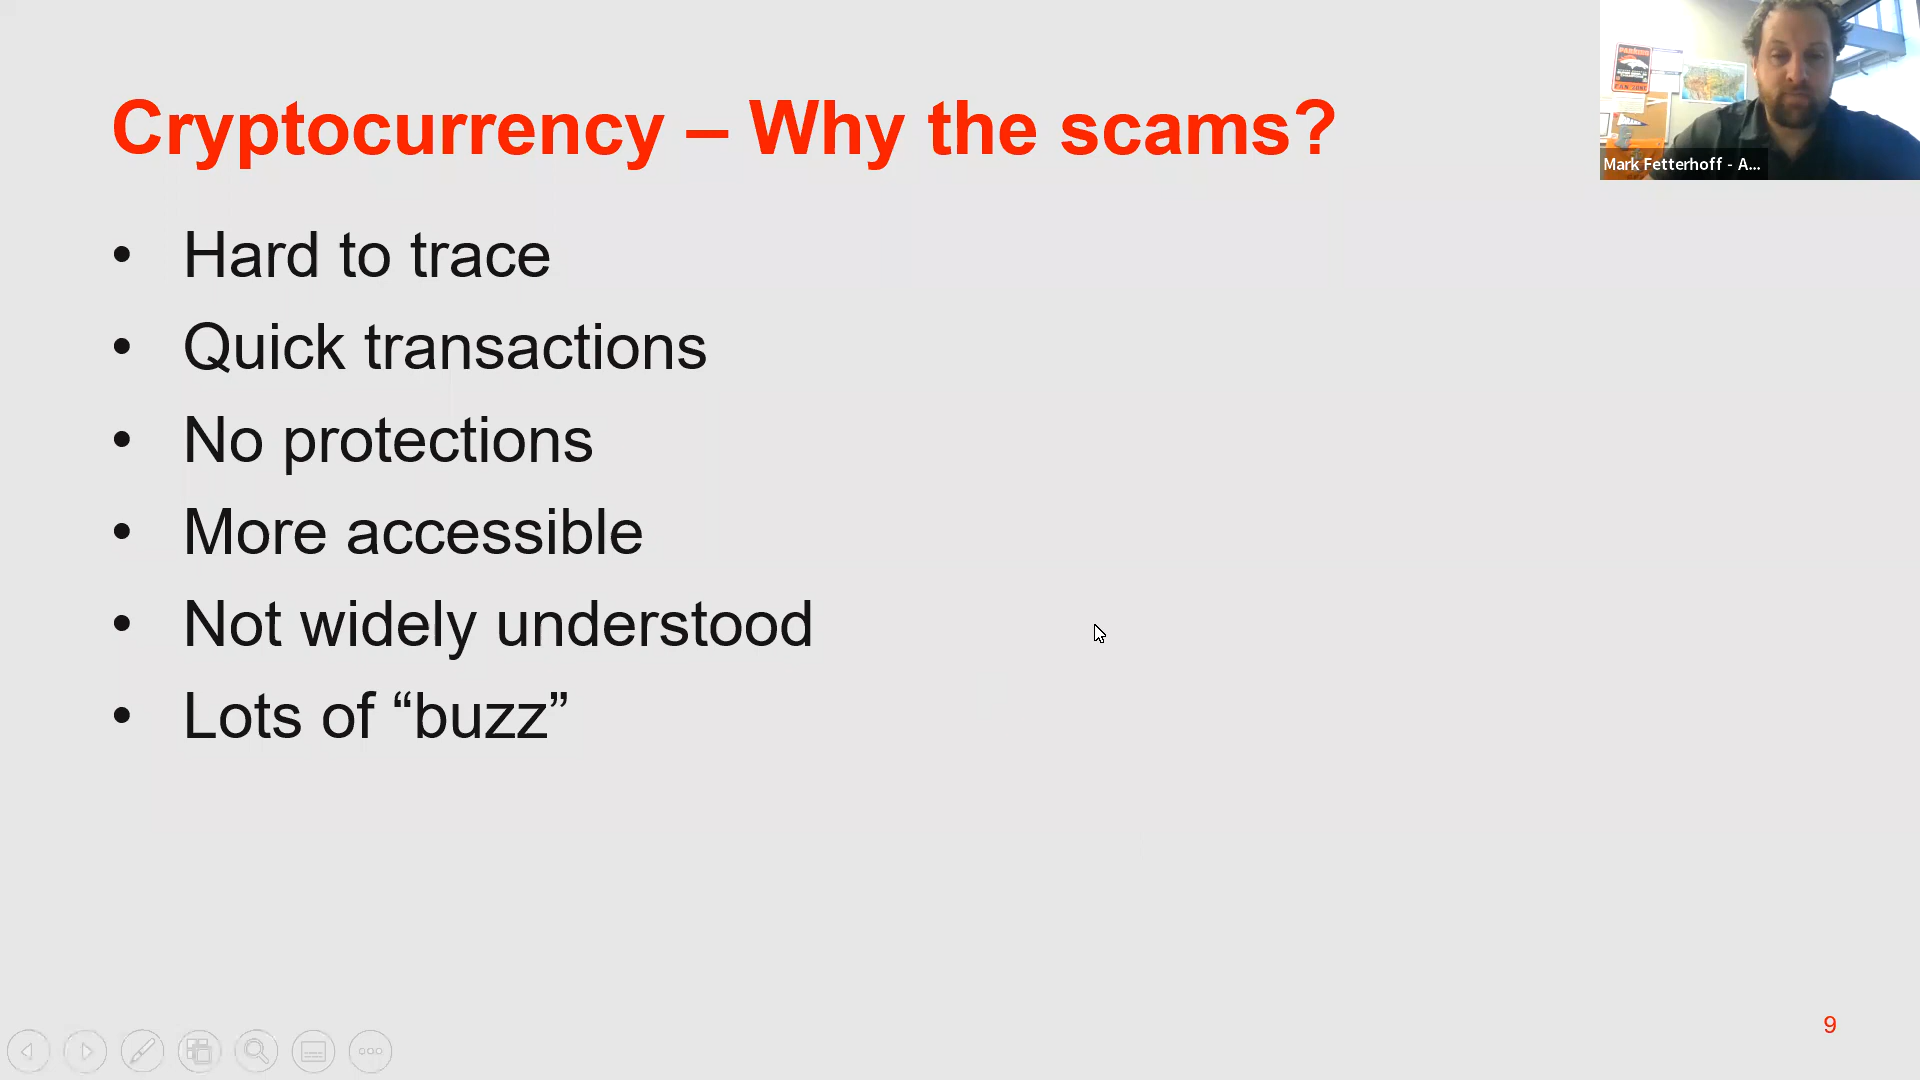 Cryptocurrency – Why the scams?
• Hard to trace
• Quick transactions
• No protections
• More accessible
• Not widely understood
• Lots of “buzz”
Mark Fetterhoff - A...
PARKING
9